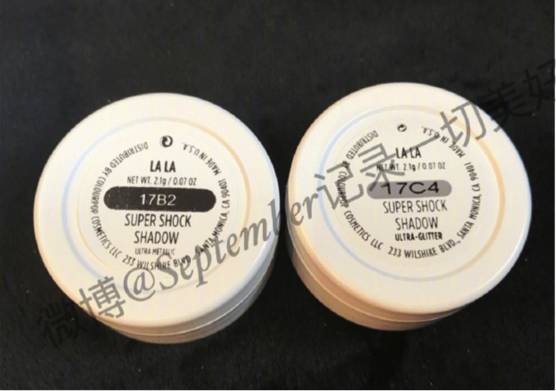 MADE IN U.S.A.
LA LA
NET WT. 2.1g / 0.07 OZ
17B2
SUPER SHOCK
SHADOW
ULTRA METALLIC
DISTRIBUTED BY COLOURPOP COSMETICS LLC 233 WILSHIRE BLVD., SANTA MONICA, CA 90401
MADE IN U.S.A.
LA LA
NET WT. 2.1g / 0.07 OZ
17C4
SUPER SHOCK
SHADOW
ULTRA-GLITTER
DISTRIBUTED BY COLOURPOP COSMETICS LLC 233 WILSHIRE BLVD., SANTA MONICA, CA 90401
微博@September记录一切美好